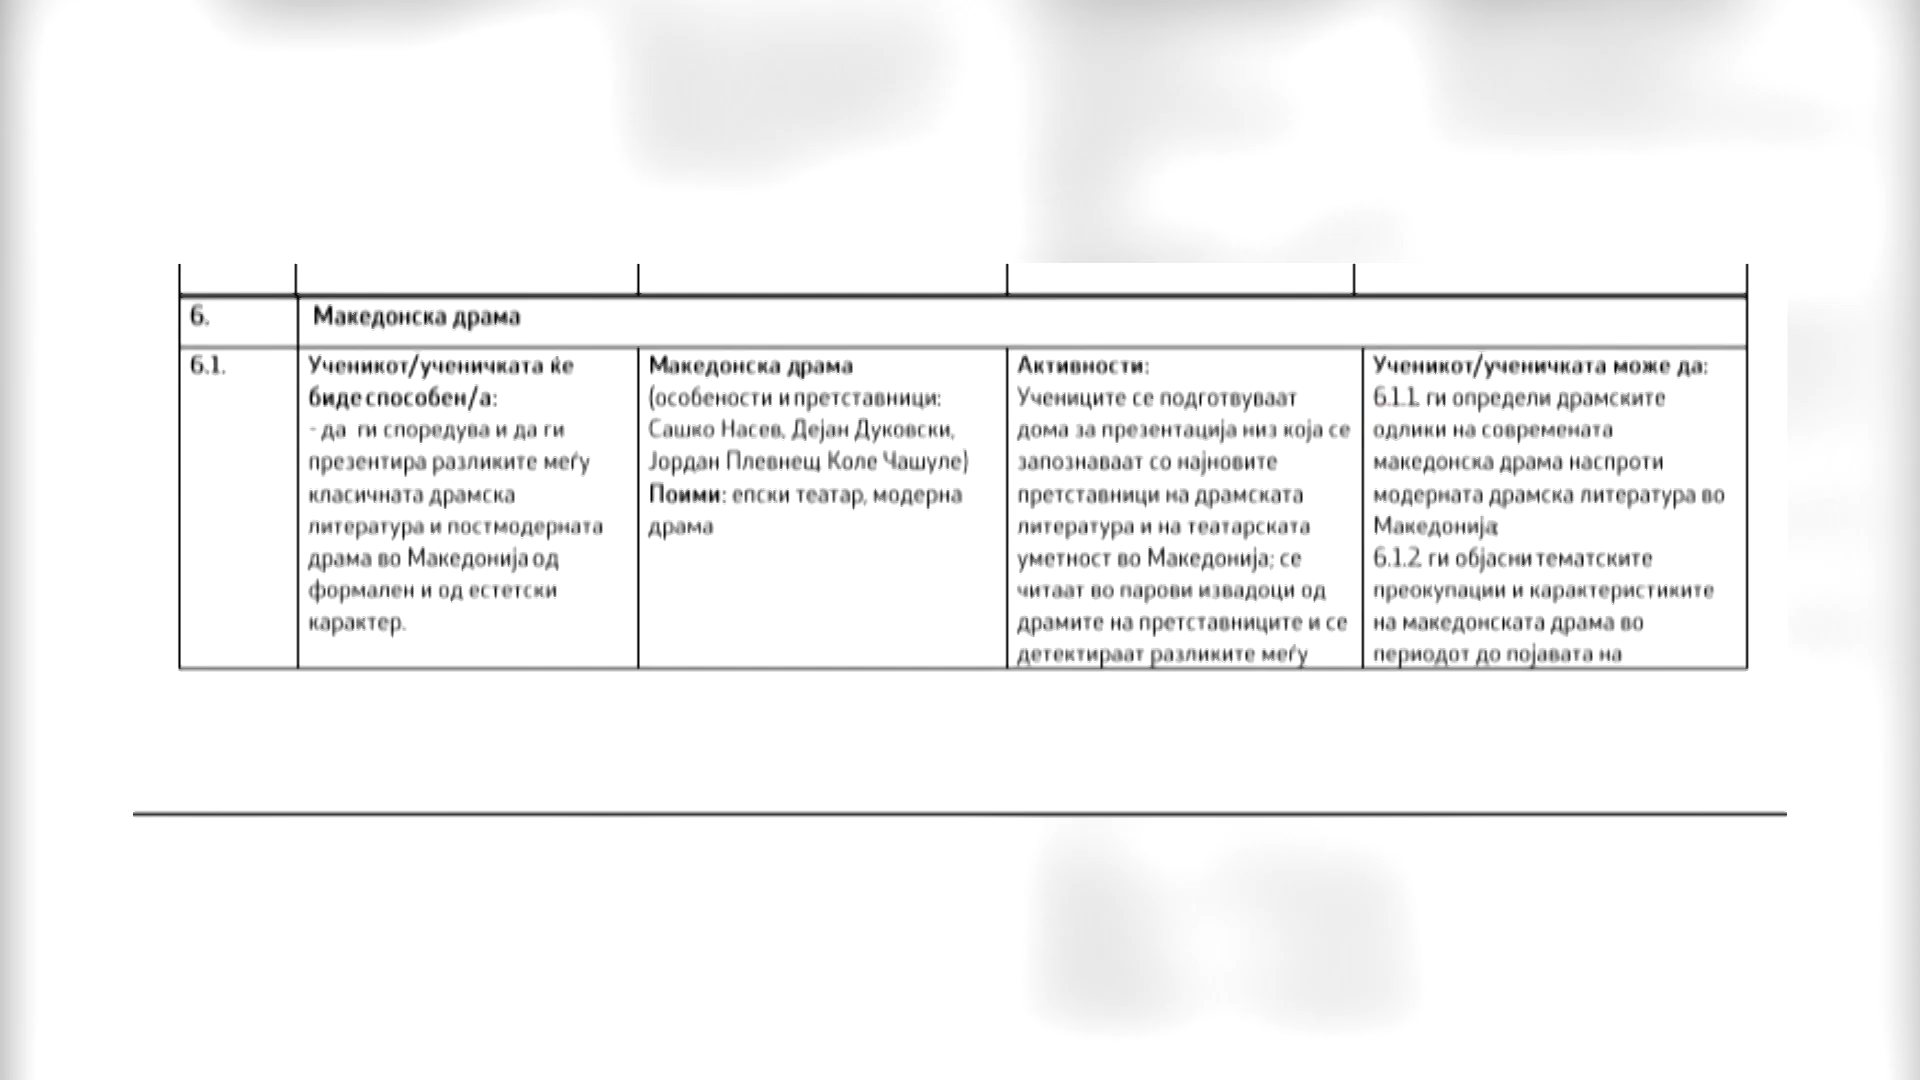 6.
Македонска драма
6.1.
Ученикот/ученичката ќе
биде способен/а:
- да ги споредува и да ги
презентира разликите меѓу
класичната драмска
литература и постмодерната
драма во Македонија од
формален и од естетски
карактер.
Македонска драма
(особености и претставници:
Сашко Насев, Дејан Дуковски,
Јордан Плевнеш, Коле Чашуле)
Поими: епски театар, модерна
драма
Активности:
Учениците се подготвуваат
дома за презентација низ која се
запознаваат со најновите
претставници на драмската
литература и на театарската
уметност во Македонија; се
читаат во парови извадоци од
драмите на претставниците и се
детектираат разликите меѓу
Ученикот/ученичката може да:
6.1.1. ги определи драмските
одлики на современата
македонска драма наспроти
модерната драмска литература во
Македонија;
6.1.2. ги објасни тематските
преокупации и карактеристиките
на македонската драма во
периодот до појавата на